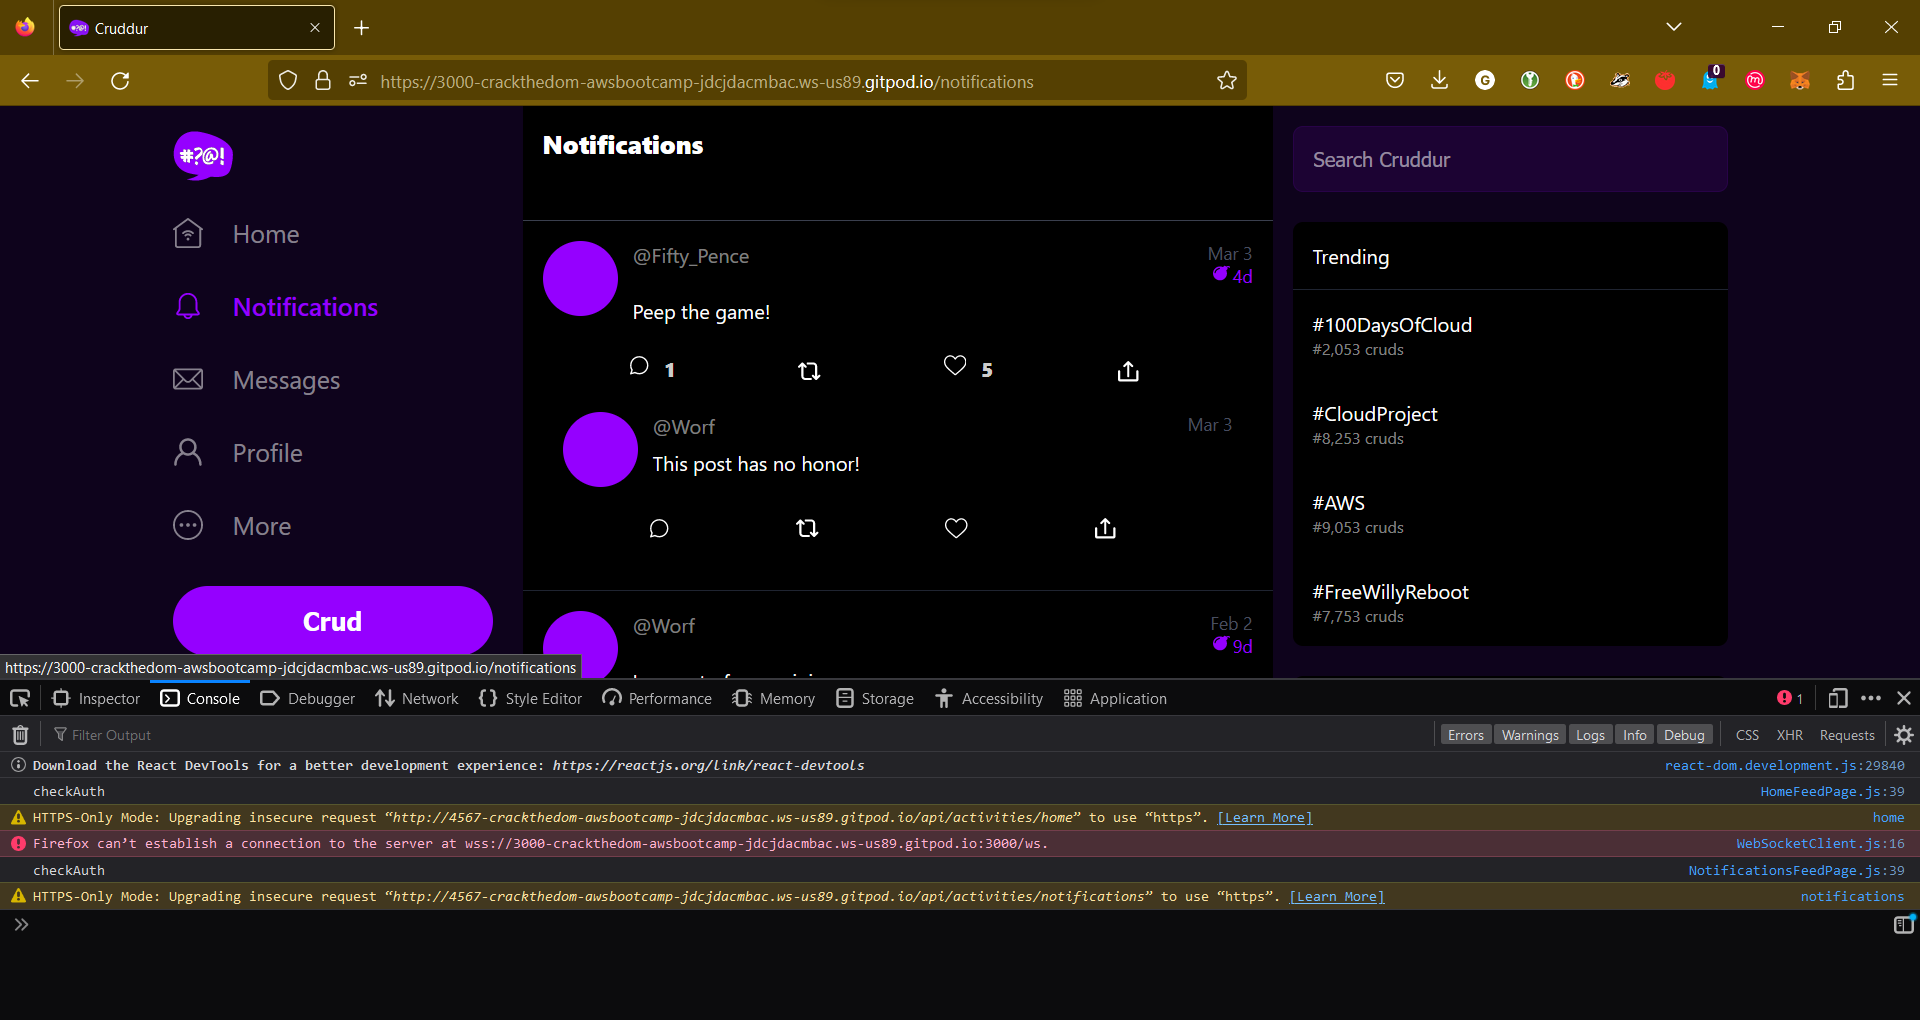 Cruddur
https://3000-crackthedom-awsbootcamp-jdcjdacmbac.ws-us89.gitpod.io/notifications
G
0
m
#?@!
Home
Notifications
Messages
Profile
More
Crud
Notifications
@Fifty_Pence
Mar 3
4d
Peep the game!
1
5
@Worf
Mar 3
This post has no honor!
@Worf
Feb 2
9d
Search Cruddur
Trending
#100DaysOfCloud
#2,053 cruds
#CloudProject
#8,253 cruds
#AWS
#9,053 cruds
#FreeWillyReboot
#7,753 cruds
https://3000-crackthedom-awsbootcamp-jdcjdacmbac.ws-us89.gitpod.io/notifications
Inspector Console Debugger Network Style Editor Performance Memory Storage Accessibility Application 1
Filter Output Errors Warnings Logs Info Debug CSS XHR Requests
Download the React DevTools for a better development experience: https://reactjs.org/link/react-devtools react-dom.development.js:29840
checkAuth HomeFeedPage.js:39
HTTPS-Only Mode: Upgrading insecure request “http://4567-crackthedom-awsbootcamp-jdcjdacmbac.ws-us89.gitpod.io/api/activities/home” to use “https”. [Learn More] home
Firefox can’t establish a connection to the server at wss://3000-crackthedom-awsbootcamp-jdcjdacmbac.ws-us89.gitpod.io:3000/ws. WebSocketClient.js:16
checkAuth NotificationsFeedPage.js:39
HTTPS-Only Mode: Upgrading insecure request “http://4567-crackthedom-awsbootcamp-jdcjdacmbac.ws-us89.gitpod.io/api/activities/notifications” to use “https”. [Learn More] notifications